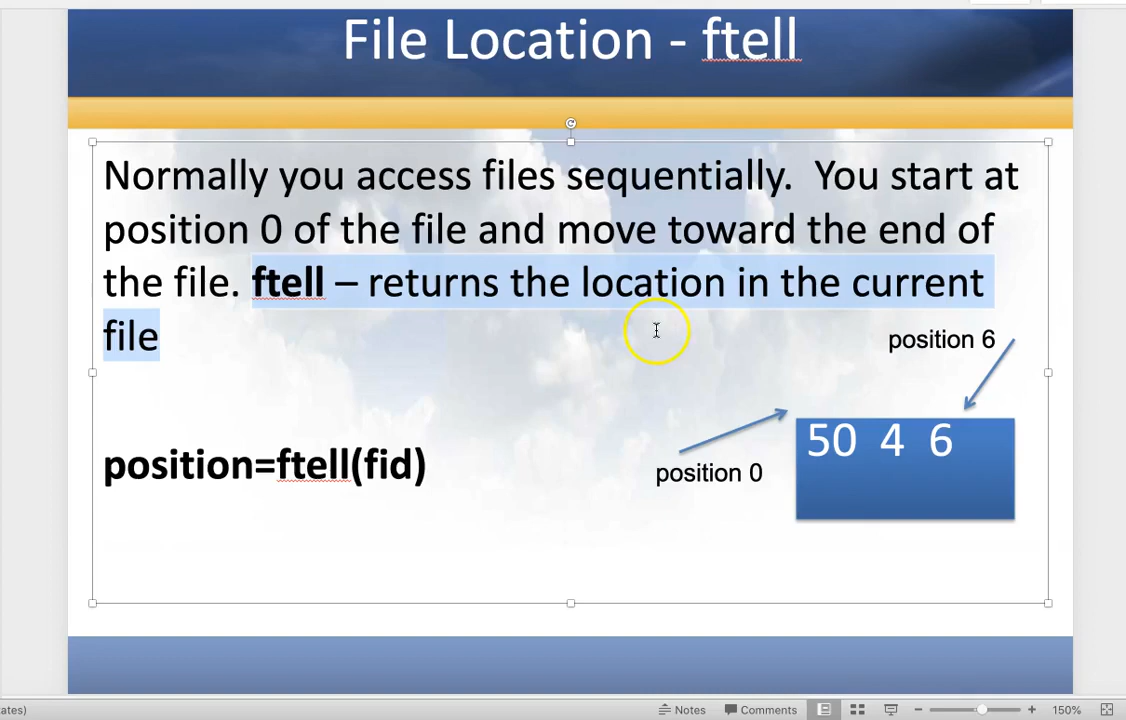 File Location - ftell
Normally you access files sequentially. You start at
position 0 of the file and move toward the end of
the file. ftell – returns the location in the current
file
position 6
50 4 6
position=ftell(fid)
position 0
ates)
Notes
Comments
150%